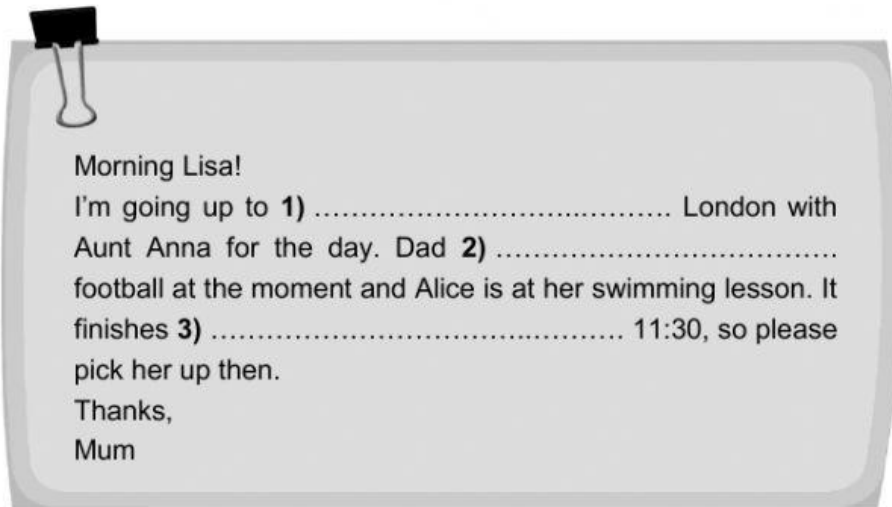 Morning Lisa!
I'm going up to 1) ........................................ London with
Aunt Anna for the day. Dad 2) .....................................
football at the moment and Alice is at her swimming lesson. It
finishes 3) ............................................. 11:30, so please
pick her up then.
Thanks,
Mum